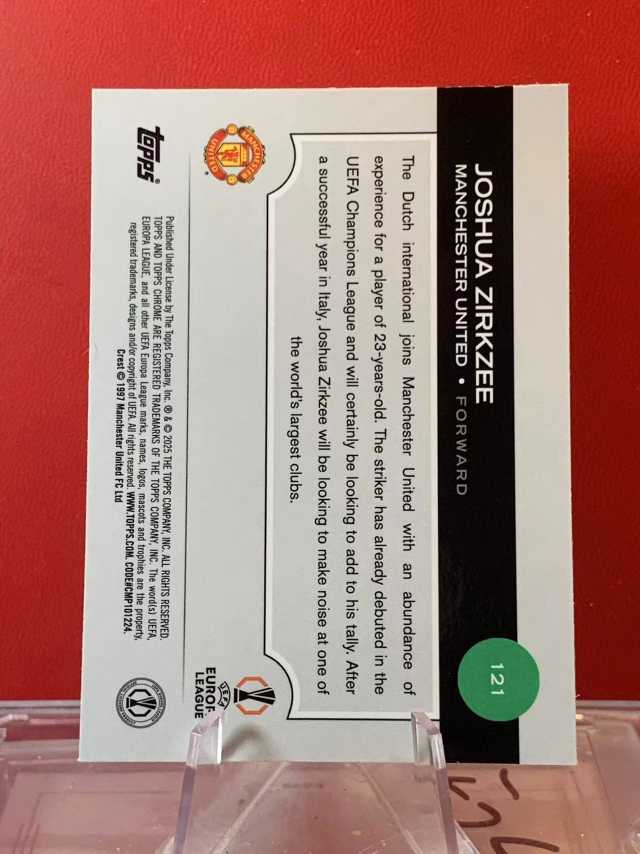 JOSHUA ZIRKZEE
MANCHESTER UNITED • FORWARD
121
The Dutch international joins Manchester United with an abundance of
experience for a player of 23-years-old. The striker has already debuted in the
UEFA Champions League and will certainly be looking to add to his tally. After
a successful year in Italy, Joshua Zirkzee will be looking to make noise at one of
the world's largest clubs.
MANCHESTER
UNITED
UEFA
EUROPA
LEAGUE
topps®
Published Under License by The Topps Company, Inc. ® & © 2025 THE TOPPS COMPANY, INC. ALL RIGHTS RESERVED.
TOPPS AND TOPPS CHROME ARE REGISTERED TRADEMARKS OF THE TOPPS COMPANY, INC. The word(s) UEFA,
EUROPA LEAGUE, and all other UEFA Europa League marks, names, logos, mascots and trophies are the property,
registered trademarks, designs and/or copyright of UEFA. All rights reserved. WWW.TOPPS.COM. CODE#CMP101224.
Crest © 1997 Manchester United FC Ltd